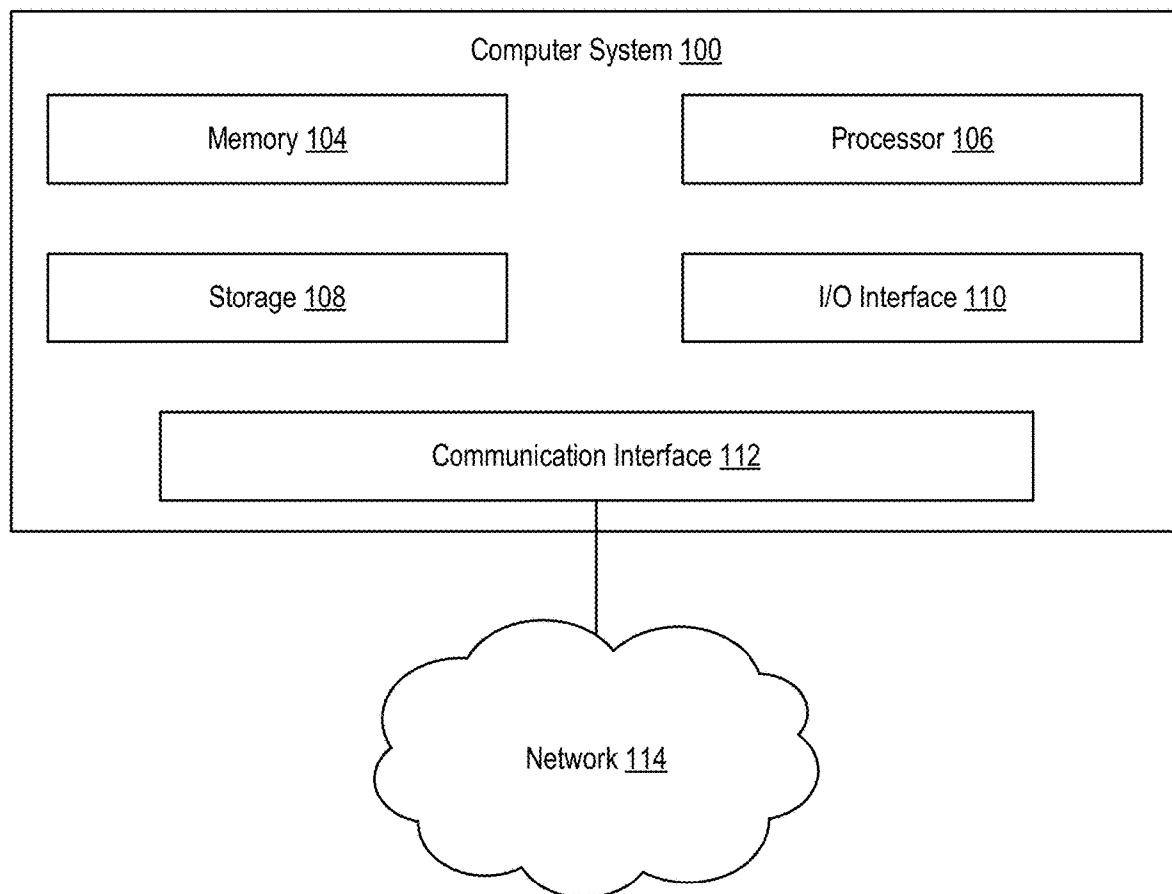 Computer System 100
Memory 104
Processor 106
Storage 108
I/O Interface 110
Communication Interface 112
Network 114